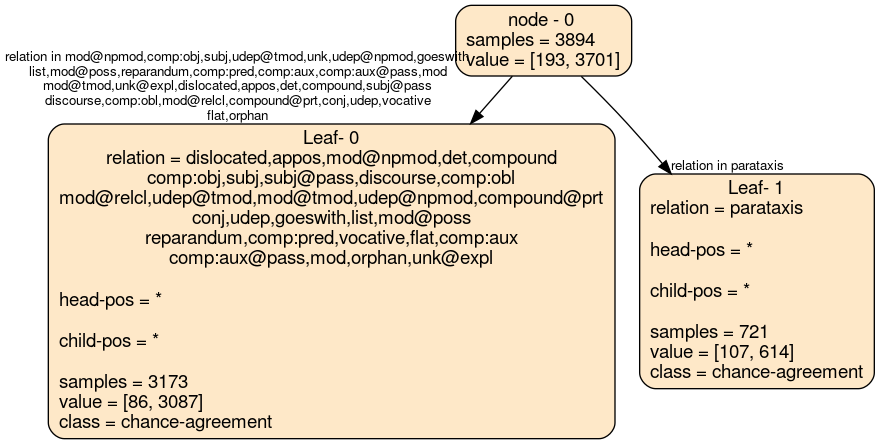 node - 0
samples = 3894
value = [193, 3701]
relation in mod@npmod,comp:obj,subj,udep@tmod,unk,udep@npmod,goeswith
list,mod@poss,reparandum,comp:pred,comp:aux,comp:aux@pass,mod
mod@tmod,unk@expl,dislocated,appos,det,compound,subj@pass
discourse,comp:obl,mod@relcl,compound@prt,conj,udep,vocative
flat,orphan
Leaf- 0
relation = dislocated,appos,mod@npmod,det,compound
comp:obj,subj,subj@pass,discourse,comp:obl
mod@relcl,udep@tmod,mod@tmod,udep@npmod,compound@prt
conj,udep,goeswith,list,mod@poss
reparandum,comp:pred,vocative,flat,comp:aux
comp:aux@pass,mod,orphan,unk@expl
head-pos = *
child-pos = *
samples = 3173
value = [86, 3087]
class = chance-agreement
relation in parataxis
Leaf- 1
relation = parataxis
head-pos = *
child-pos = *
samples = 721
value = [107, 614]
class = chance-agreement